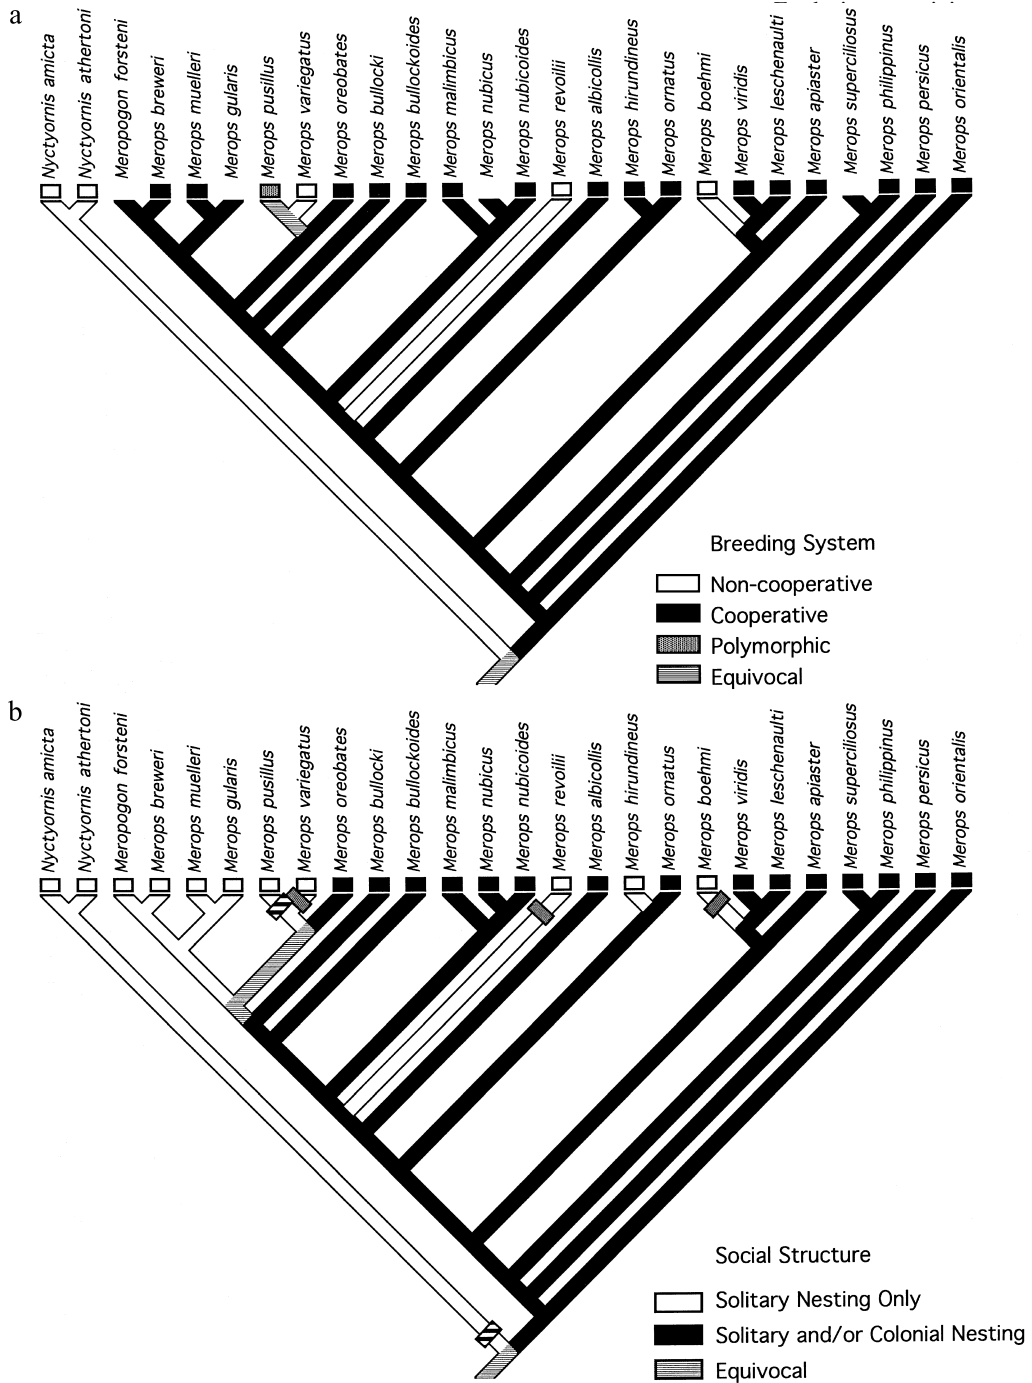 a
Nyctyornis amicta
Nyctyornis athertoni
Meropogon forsteni
Merops breweri
Merops muelleri
Merops gularis
Merops pusillus
Merops variegatus
Merops oreobates
Merops bullocki
Merops bullockoides
Merops malimbicus
Merops nubicus
Merops nubicoides
Merops revoilii
Merops albicollis
Merops hirundineus
Merops ornatus
Merops boehmi
Merops viridis
Merops leschenaulti
Merops apiaster
Merops superciliosus
Merops philippinus
Merops persicus
Merops orientalis
Breeding System
Non-cooperative
Cooperative
Polymorphic
Equivocal
b
Nyctyornis amicta
Nyctyornis athertoni
Meropogon forsteni
Merops breweri
Merops muelleri
Merops gularis
Merops pusillus
Merops variegatus
Merops oreobates
Merops bullocki
Merops bullockoides
Merops malimbicus
Merops nubicus
Merops nubicoides
Merops revoilii
Merops albicollis
Merops hirundineus
Merops ornatus
Merops boehmi
Merops viridis
Merops leschenaulti
Merops apiaster
Merops superciliosus
Merops philippinus
Merops persicus
Merops orientalis
Social Structure
Solitary Nesting Only
Solitary and/or Colonial Nesting
Equivocal